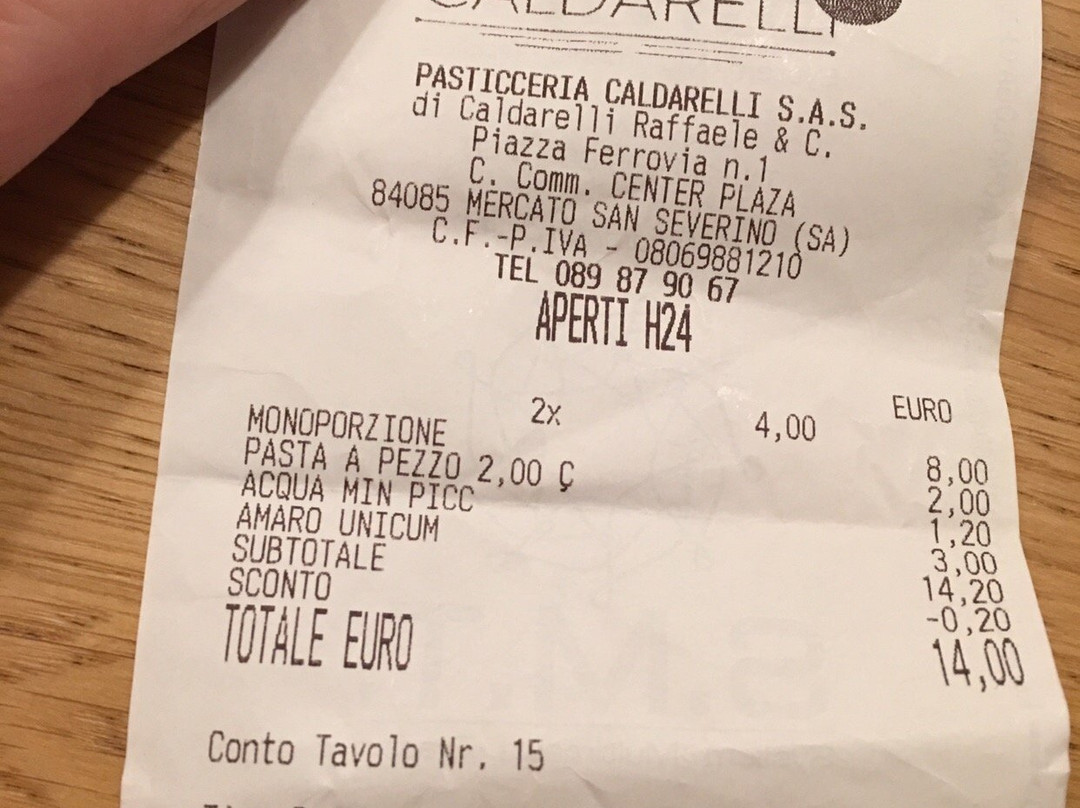 CALDARELLI
PASTICCERIA CALDARELLI S.A.S.
di Caldarelli Raffaele & C.
Piazza Ferrovia n.1
C. Comm. CENTER PLAZA
84085 MERCATO SAN SEVERINO (SA)
C.F.-P.IVA - 08069881210
TEL 089 87 90 67
APERTI H24
EURO
2x 4,00
MONOPORZIONE 8,00
PASTA A PEZZO 2,00 Ç 2,00
ACQUA MIN PICC 1,20
AMARO UNICUM 3,00
SUBTOTALE 14,20
SCONTO -0,20
TOTALE EURO 14,00
Conto Tavolo Nr. 15